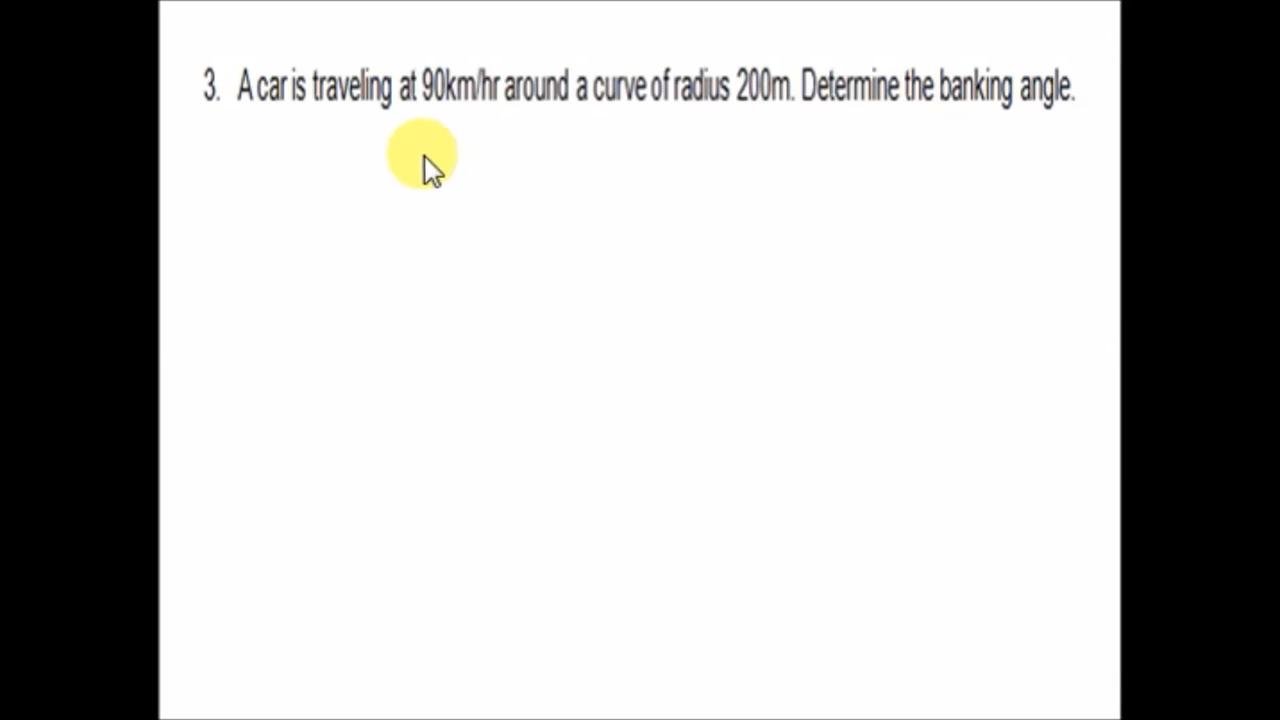 3. A car is traveling at 90km/hr around a curve of radius 200m. Determine the banking angle.